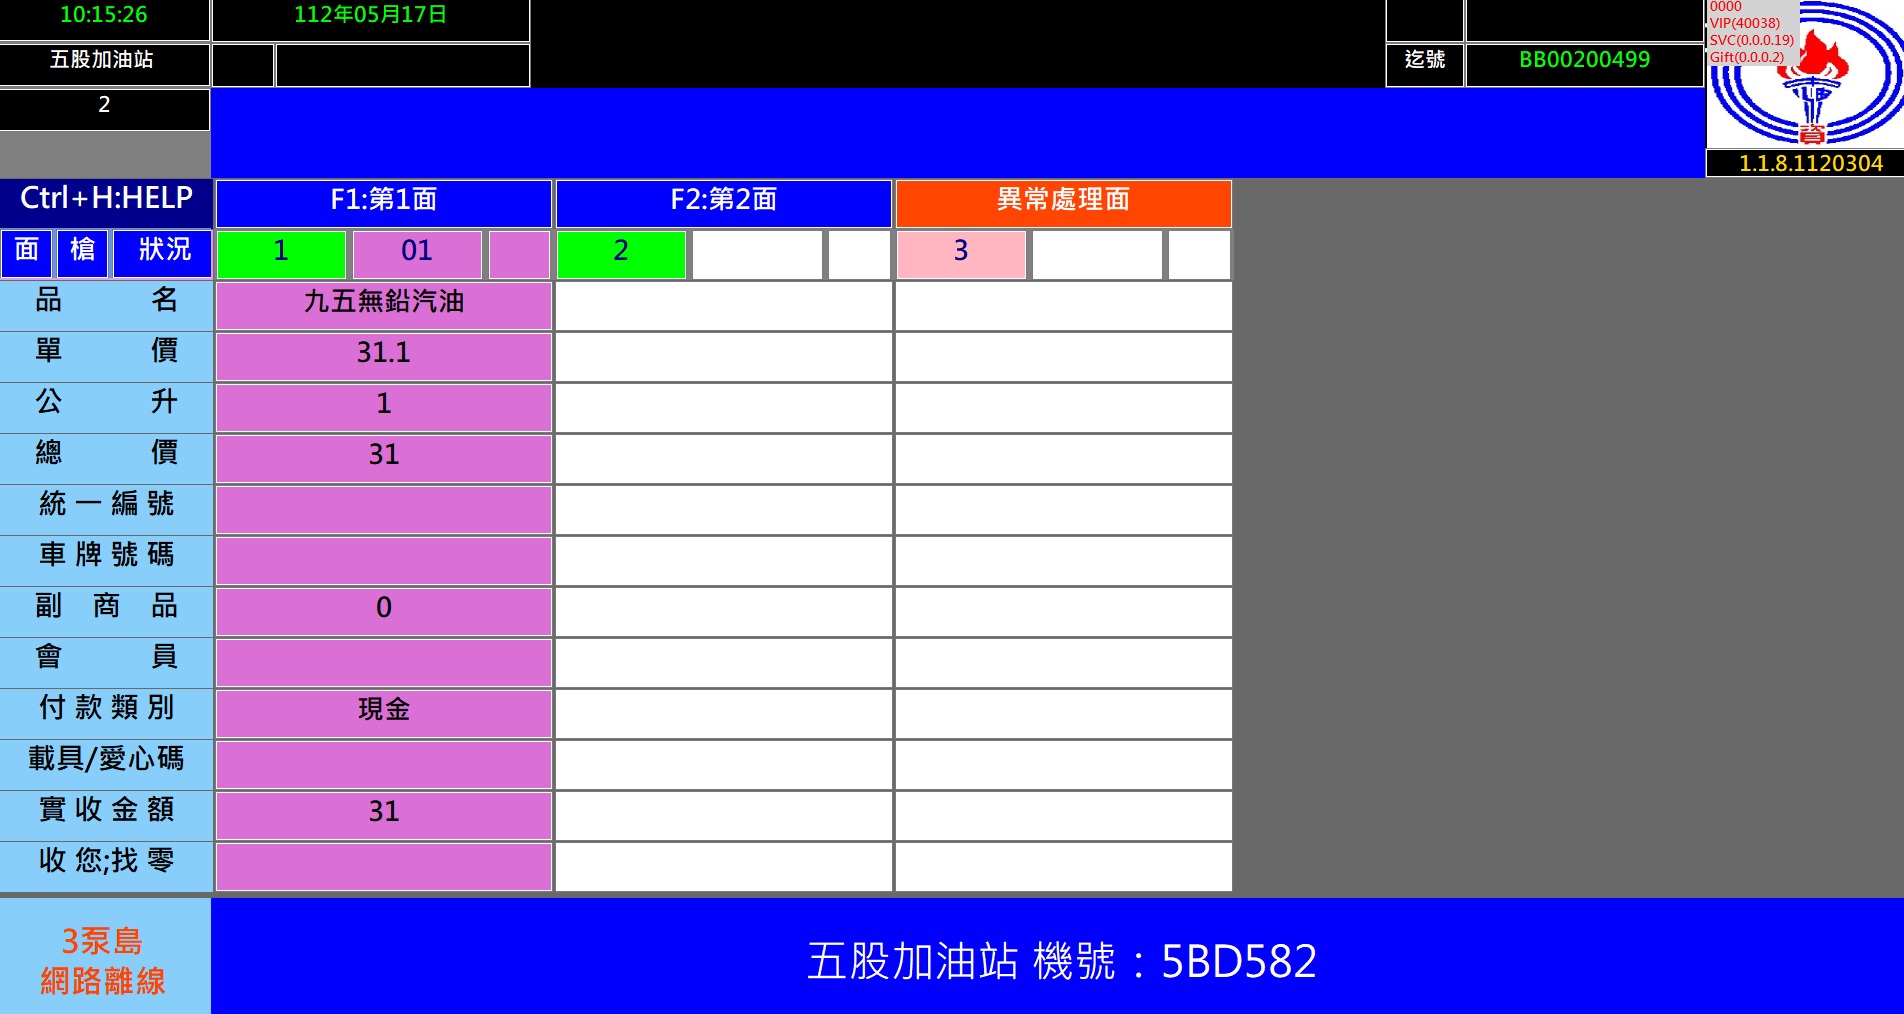 10:15:26
112年05月17日
0000
VIP(40038)
SVC(0.0.0.19)
Gift(0.0.0.2)
五股加油站
迄號
BB00200499
2
資
1.1.8.1120304
Ctrl+H:HELP
F1:第1面
F2:第2面
異常處理面
面 槍 狀況
1 01
2
3
品名 九五無鉛汽油
單價 31.1
公升 1
總價 31
統一編號
車牌號碼
副商品 0
會員
付款類別 現金
載具/愛心碼
實收金額 31
收您;找零
3泵島
網路離線
五股加油站 機號：5BD582